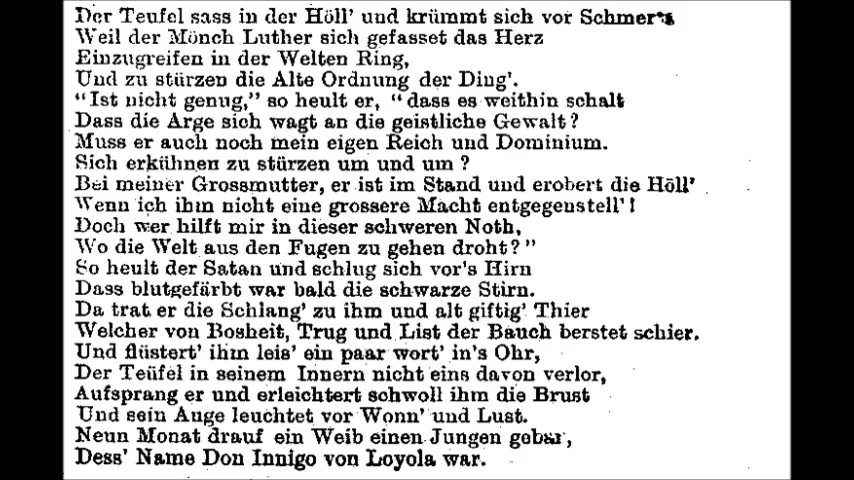 Der Teufel sass in der Höll' und krümmt sich vor Schmerz
Weil der Mönch Luther sich gefasset das Herz
Einzugreifen in der Welten Ring,
Und zu stürzen die Alte Ordnung der Ding'.
“Ist nicht genug,” so heult er, “dass es weithin schalt
Dass die Arge sich wagt an die geistliche Gewalt?
Muss er auch noch mein eigen Reich und Dominium.
Sich erkühnen zu stürzen um und um?
Bei meiner Grossmutter, er ist im Stand und erobert die Höll'
Wenn ich ihm nicht eine grossere Macht entgegenstell'!
Doch wer hilft mir in dieser schweren Noth,
Wo die Welt aus den Fugen zu gehen droht?”
So heult der Satan und schlug sich vor's Hirn
Dass blutgefärbt war bald die schwarze Stirn.
Da trat er die Schlang' zu ihm und alt giftig' Thier
Welcher von Bosheit, Trug und List der Bauch berstet schier.
Und flüstert' ihm leis' ein paar wort' in's Ohr,
Der Teüfel in seinem Innern nicht eins davon verlor,
Aufsprang er und erleichtert schwoll ihm die Brust
Und sein Auge leuchtet vor Wonn' und Lust.
Neun Monat drauf ein Weib einen Jungen gebar,
Dess' Name Don Innigo von Loyola war.